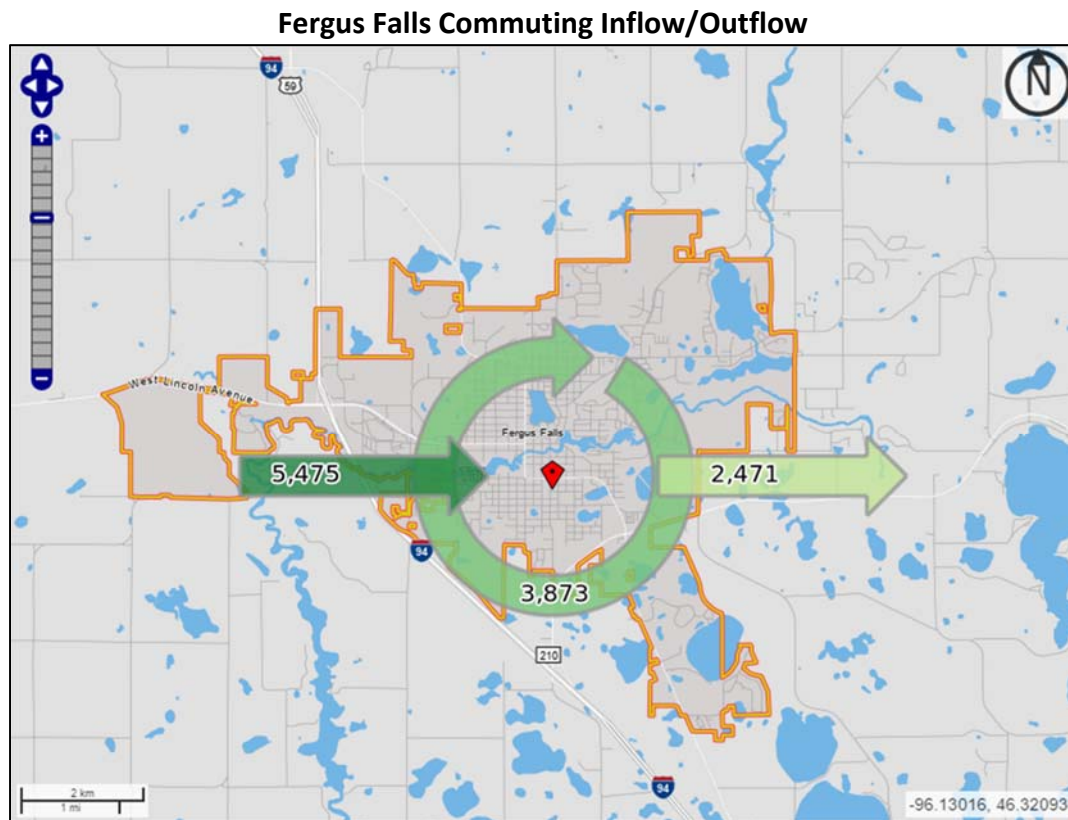 Fergus Falls Commuting Inflow/Outflow
94
59
N
West Lincoln Avenue
Fergus Falls
5,475
2,471
94
3,873
210
94
2 km
1 mi
-96.13016, 46.32093